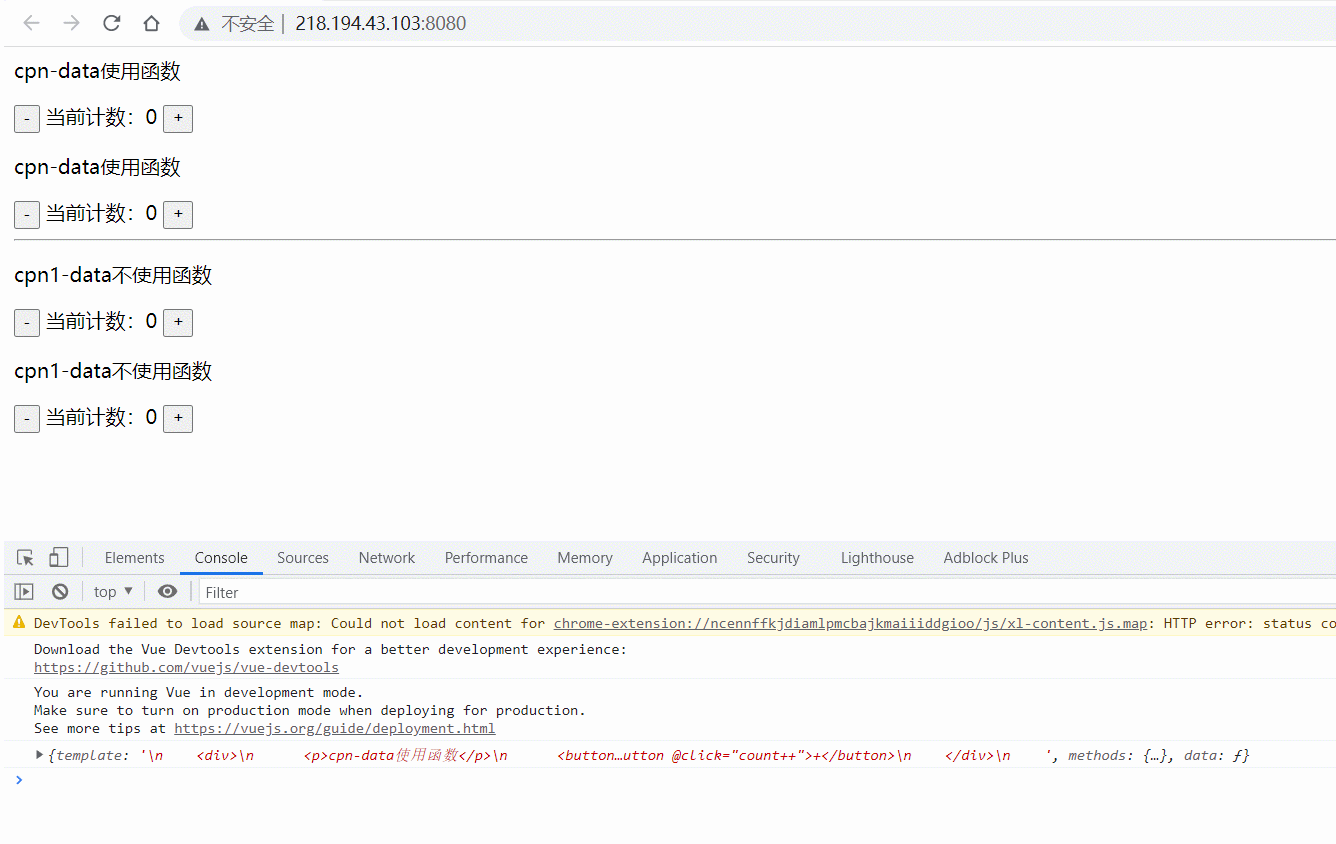 不安全 | 218.194.43.103:8080
cpn-data使用函数
- 当前计数：0 +
cpn-data使用函数
- 当前计数：0 +
cpn1-data不使用函数
- 当前计数：0 +
cpn1-data不使用函数
- 当前计数：0 +
Elements Console Sources Network Performance Memory Application Security Lighthouse Adblock Plus
top ▼ Filter
DevTools failed to load source map: Could not load content for chrome-extension://ncennffkjdiamlpmcbajkmaiiiddgioo/js/xl-content.js.map: HTTP error: status co
Download the Vue Devtools extension for a better development experience:
https://github.com/vuejs/vue-devtools
You are running Vue in development mode.
Make sure to turn on production mode when deploying for production.
See more tips at https://vuejs.org/guide/deployment.html
▶{template: '\n    <div>\n      <p>cpn-data使用函数</p>\n      <button…utton @click="count++">+</button>\n    </div>\n    ', methods: {…}, data: ƒ}
>